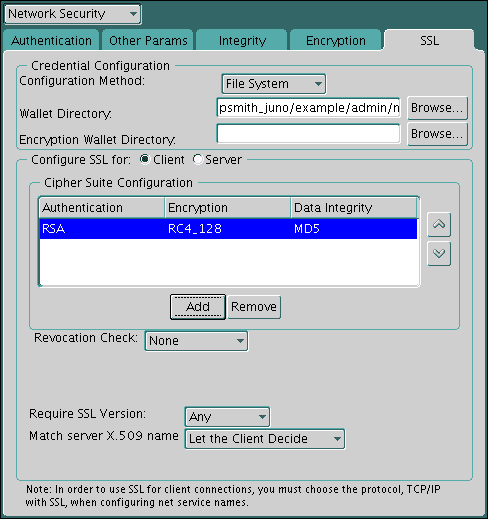 Network Security
Authentication Other Params Integrity Encryption SSL
Credential Configuration
Configuration Method: File System
Wallet Directory: psmith_juno/example/admin/n Browse...
Encryption Wallet Directory: Browse...
Configure SSL for: Client Server
Cipher Suite Configuration
Authentication Encryption Data Integrity
RSA RC4_128 MD5
Add Remove
Revocation Check: None
Require SSL Version: Any
Match server X.509 name Let the Client Decide
Note: In order to use SSL for client connections, you must choose the protocol, TCP/IP
with SSL, when configuring net service names.